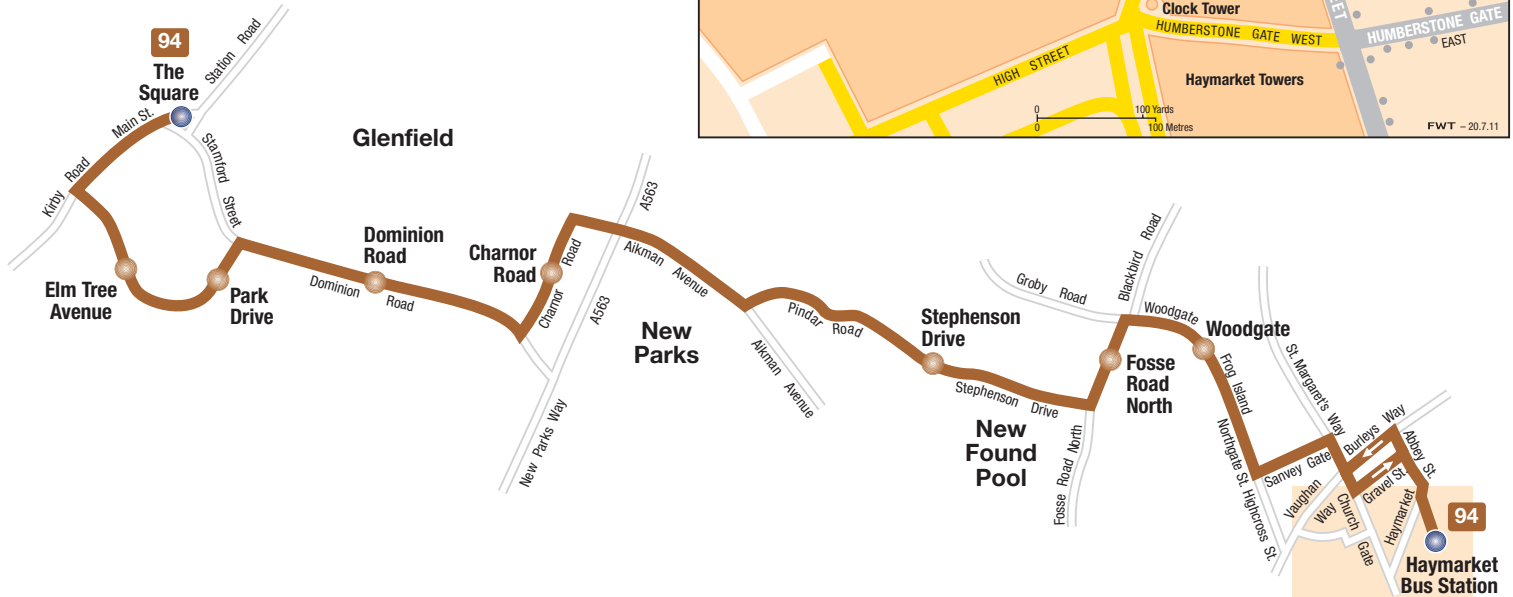 94
The
Square
Station Road
Main St.
Kirby Road
Stamford Street
Glenfield
Elm Tree
Avenue
Park
Drive
Dominion
Road
Dominion Road
Charnor
Road
Charnor Road
A563
A563
New Parks Way
Aikman Avenue
New
Parks
Pindar Road
Aikman Avenue
Stephenson
Drive
Stephenson Drive
New
Found
Pool
Groby Road
Blackbird Road
Fosse
Road
North
Fosse Road North
Woodgate
Woodgate
Frog Island
Northgate St.
Highcross St.
Sanvey Gate
St. Margaret's Way
Burleys Way
Abbey St.
Gravel St.
Vaughan
Way
Church
Gate
Haymarket
94
Haymarket
Bus Station
Clock Tower
HUMBERSTONE GATE WEST
EET
HUMBERSTONE GATE
EAST
HIGH STREET
Haymarket Towers
0 100 Yards
0 100 Metres
FWT – 20.7.11